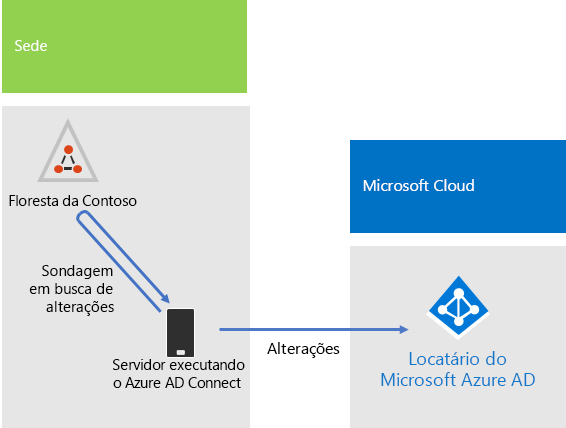 Sede
Floresta da Contoso
Sondagem
em busca de
alterações
Servidor executando
o Azure AD Connect
Alterações
Microsoft Cloud
Locatário do
Microsoft Azure AD